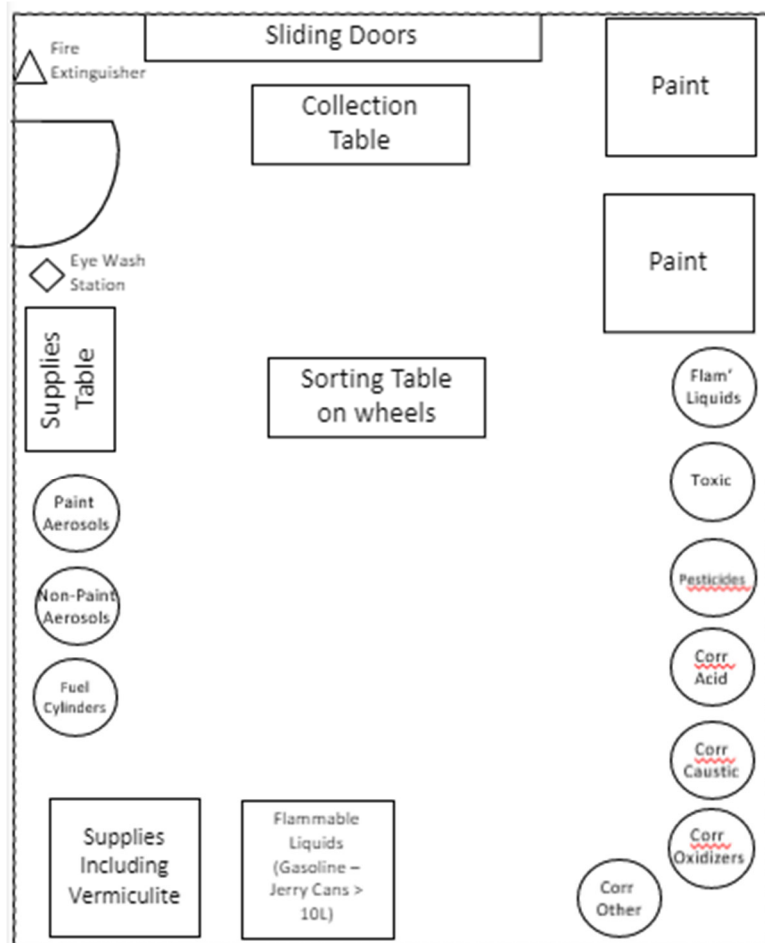 Sliding Doors
Fire
Extinguisher
Paint
Collection
Table
Eye Wash
Station
Paint
Supplies
Table
Sorting Table
on wheels
Flam'
Liquids
Toxic
Paint
Aerosols
Pesticides
Non-Paint
Aerosols
Corr
Acid
Fuel
Cylinders
Corr
Caustic
Supplies
Including
Vermiculite
Flammable
Liquids
(Gasoline –
Jerry Cans >
10L)
Corr
Oxidizers
Corr
Other